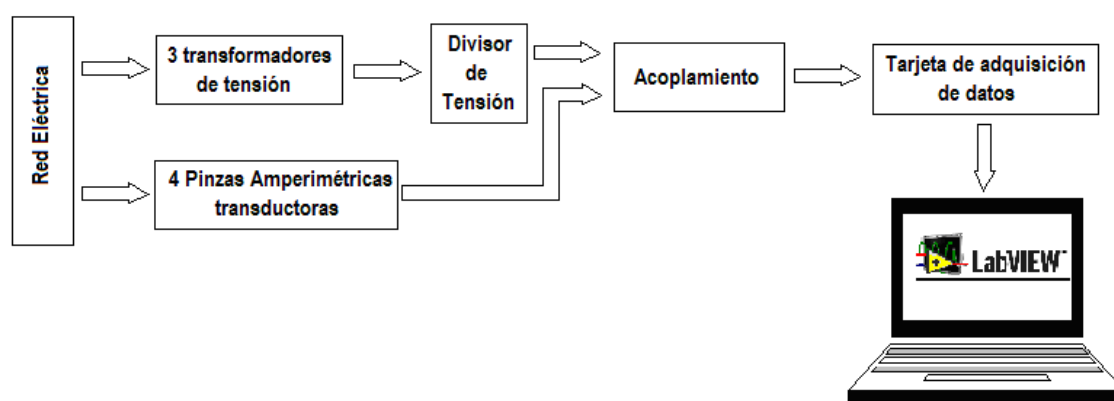 Red Eléctrica
3 transformadores
de tensión
Divisor
de
Tensión
Acoplamiento
Tarjeta de adquisición
de datos
4 Pinzas Amperimétricas
transductoras
LabVIEW™